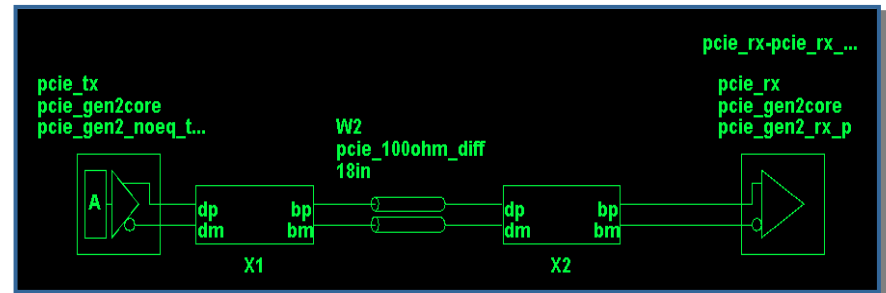 pcie_rx-pcie_rx_...
pcie_tx
pcie_gen2core
pcie_gen2_noeq_t...
W2
pcie_100ohm_diff
18in
pcie_rx
pcie_gen2core
pcie_gen2_rx_p
A
dp
bp
dm
bm
X1
dp
bp
dm
bm
X2